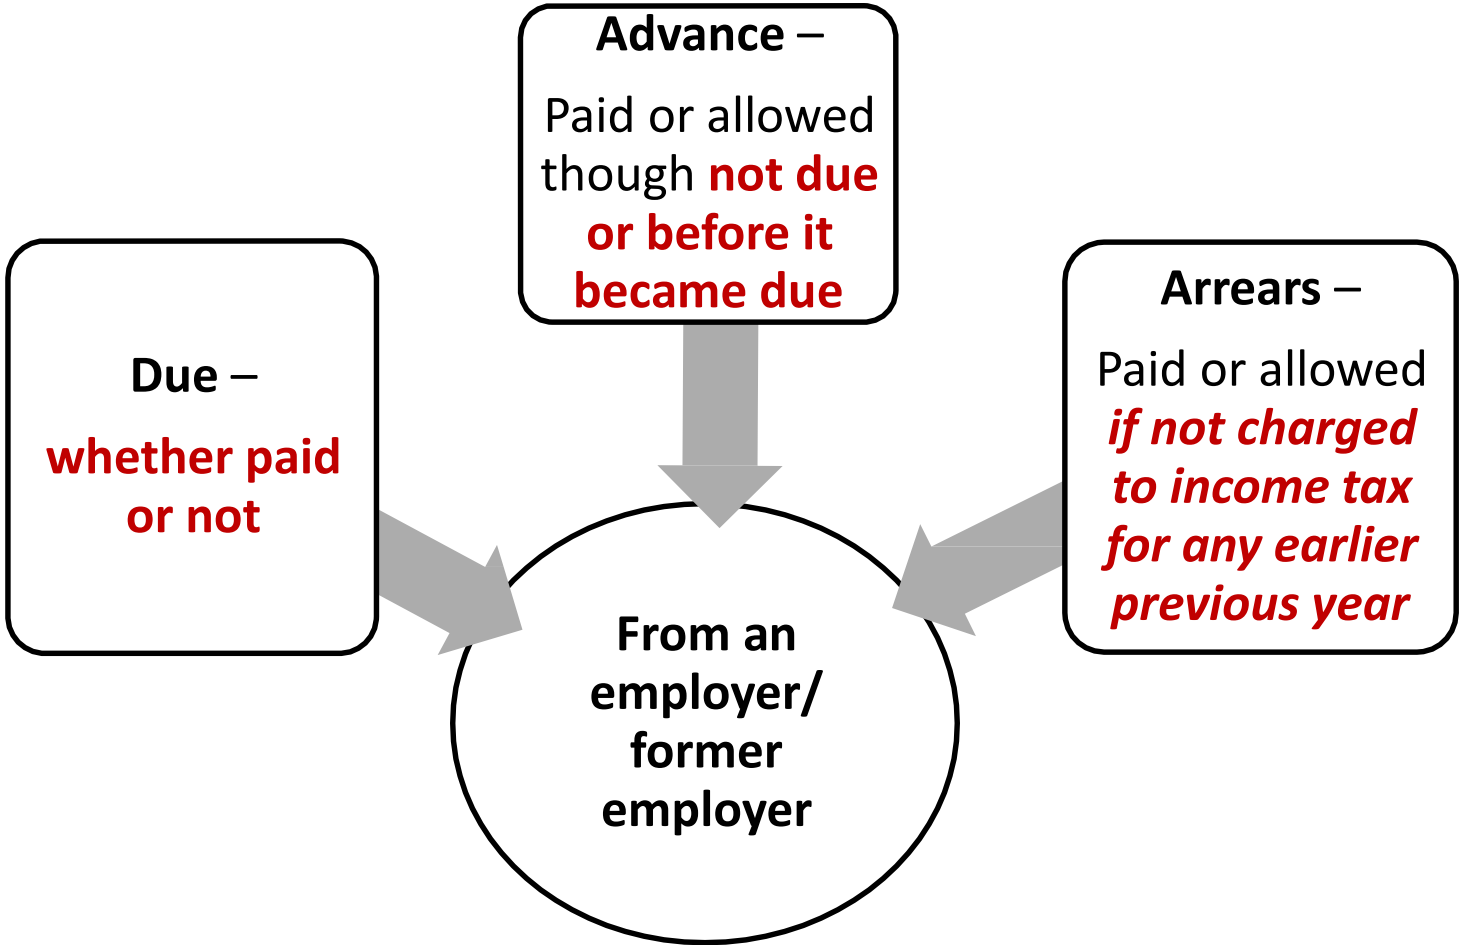 Advance –
Paid or allowed
though not due
or before it
became due
Due –
whether paid
or not
Arrears –
Paid or allowed
if not charged
to income tax
for any earlier
previous year
From an
employer/
former
employer